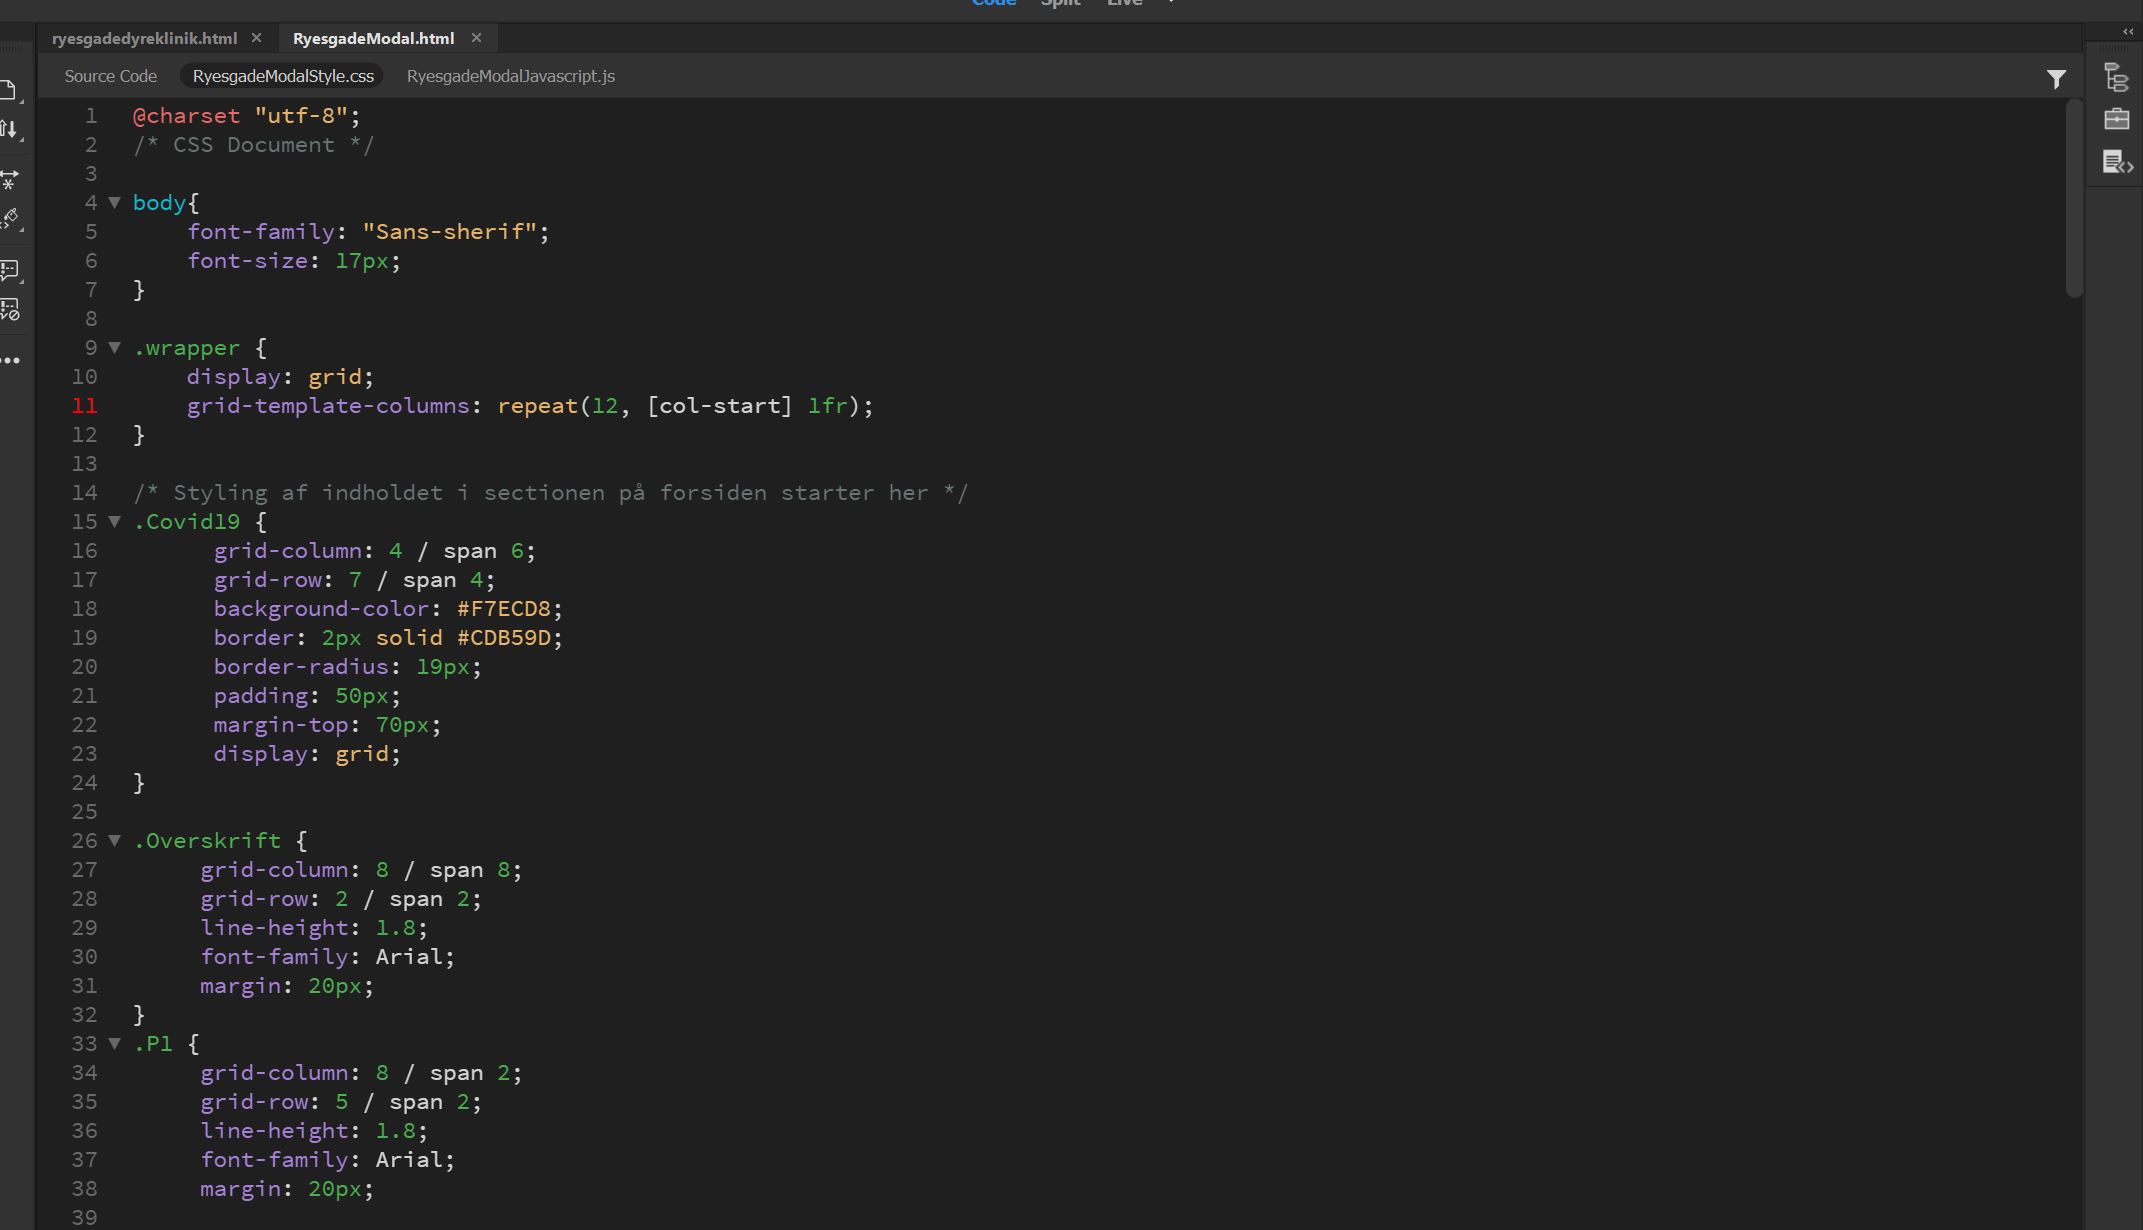 Code Split Live
ryesgadedyreklinik.html × RyesgadeModal.html ×
Source Code RyesgadeModalStyle.css RyesgadeModalJavascript.js
1 @charset "utf-8";
2 /* CSS Document */
3
4 body{
5 font-family: "Sans-sherif";
6 font-size: 17px;
7 }
8
9 .wrapper {
10 display: grid;
11 grid-template-columns: repeat(12, [col-start] 1fr);
12 }
13
14 /* Styling af indholdet i sectionen på forsiden starter her */
15 .Covid19 {
16 grid-column: 4 / span 6;
17 grid-row: 7 / span 4;
18 background-color: #F7ECD8;
19 border: 2px solid #CDB59D;
20 border-radius: 19px;
21 padding: 50px;
22 margin-top: 70px;
23 display: grid;
24 }
25
26 .Overskrift {
27 grid-column: 8 / span 8;
28 grid-row: 2 / span 2;
29 line-height: 1.8;
30 font-family: Arial;
31 margin: 20px;
32 }
33 .P1 {
34 grid-column: 8 / span 2;
35 grid-row: 5 / span 2;
36 line-height: 1.8;
37 font-family: Arial;
38 margin: 20px;
39